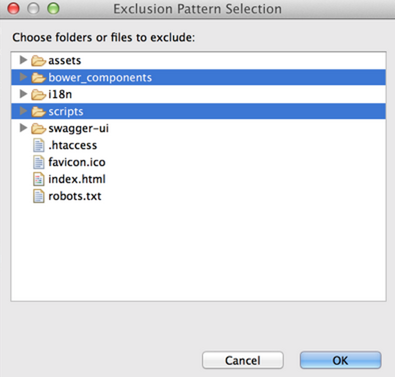 Exclusion Pattern Selection
Choose folders or files to exclude:
assets
bower_components
i18n
scripts
swagger-ui
.htaccess
favicon.ico
index.html
robots.txt
Cancel
OK